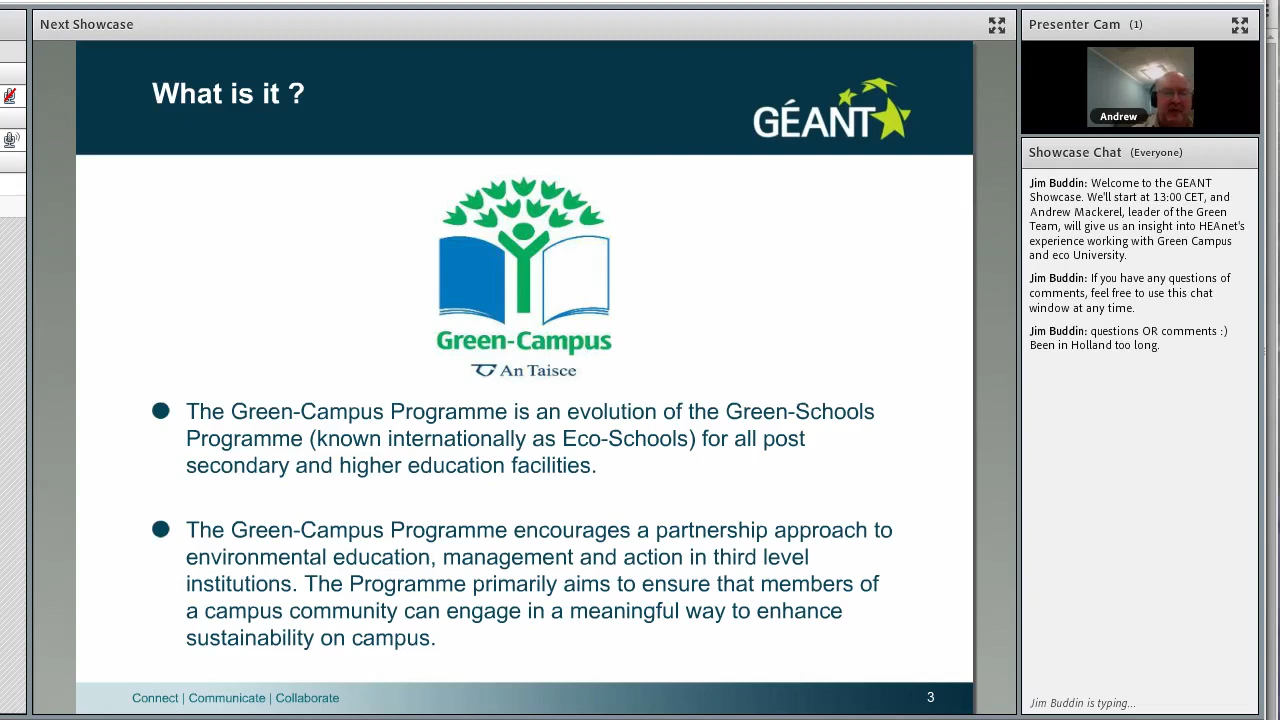 Next Showcase
What is it ?
GÉANT
Green-Campus
An Taisce
The Green-Campus Programme is an evolution of the Green-Schools
Programme (known internationally as Eco-Schools) for all post
secondary and higher education facilities.
The Green-Campus Programme encourages a partnership approach to
environmental education, management and action in third level
institutions. The Programme primarily aims to ensure that members of
a campus community can engage in a meaningful way to enhance
sustainability on campus.
Connect | Communicate | Collaborate
3
Presenter Cam (1)
Andrew
Showcase Chat (Everyone)
Jim Buddin: Welcome to the GEANT
Showcase. We'll start at 13:00 CET, and
Andrew Mackerel, leader of the Green
Team, will give us an insight into HEAnet's
experience working with Green Campus
and eco University.
Jim Buddin: If you have any questions of
comments, feel free to use this chat
window at any time.
Jim Buddin: questions OR comments :)
Been in Holland too long.
Jim Buddin is typing...